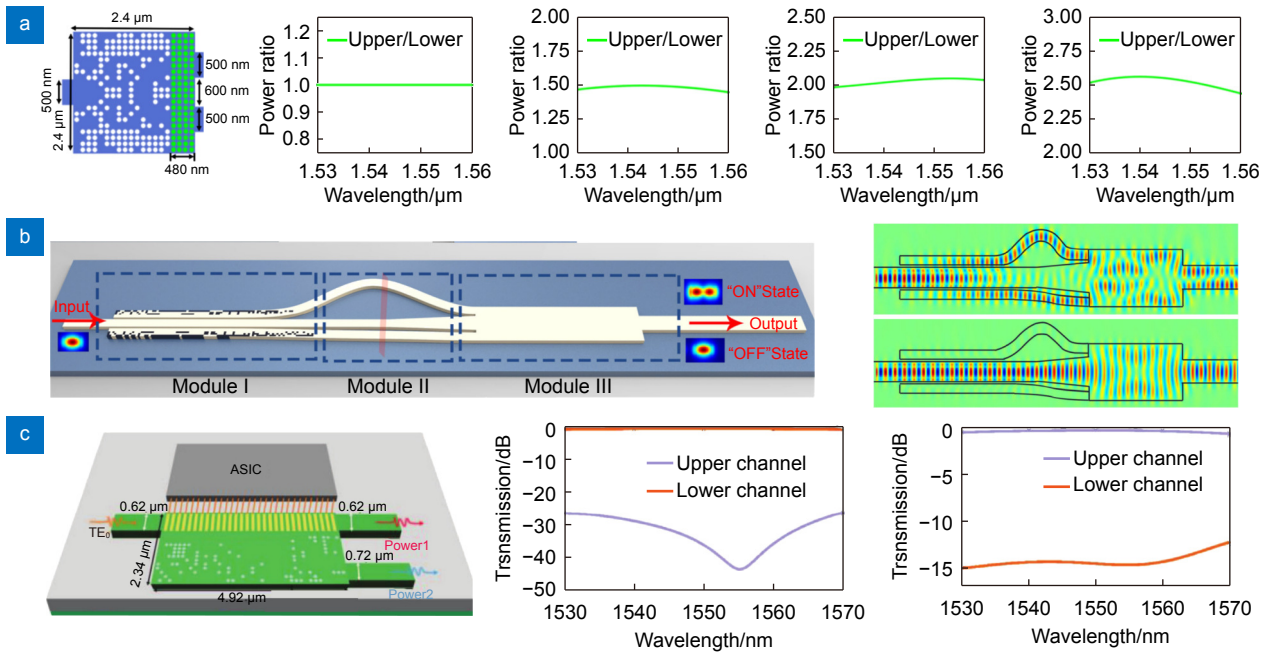 a
2.4 µm
500 nm
600 nm
500 nm
500 nm
2.4 µm
480 nm
Upper/Lower
Power ratio
1.2
1.1
1.0
0.9
0.8
1.53 1.54 1.55 1.56
Wavelength/µm
Upper/Lower
Power ratio
2.00
1.75
1.50
1.25
1.00
1.53 1.54 1.55 1.56
Wavelength/µm
Upper/Lower
Power ratio
2.50
2.25
2.00
1.75
1.50
1.53 1.54 1.55 1.56
Wavelength/µm
Upper/Lower
Power ratio
3.00
2.75
2.50
2.25
2.00
1.53 1.54 1.55 1.56
Wavelength/µm
b
Input
"ON"State
Output
"OFF"State
Module I
Module II
Module III
c
ASIC
0.62 µm
0.62 µm
TE₀
Power1
2.34 µm
0.72 µm
Power2
4.92 µm
Trsnsmission/dB
0
−10
−20
−30
−40
−50
Upper channel
Lower channel
1530 1540 1550 1560 1570
Wavelength/nm
Trsnsmission/dB
0
−5
−10
−15
Upper channel
Lower channel
1530 1540 1550 1560 1570
Wavelength/nm